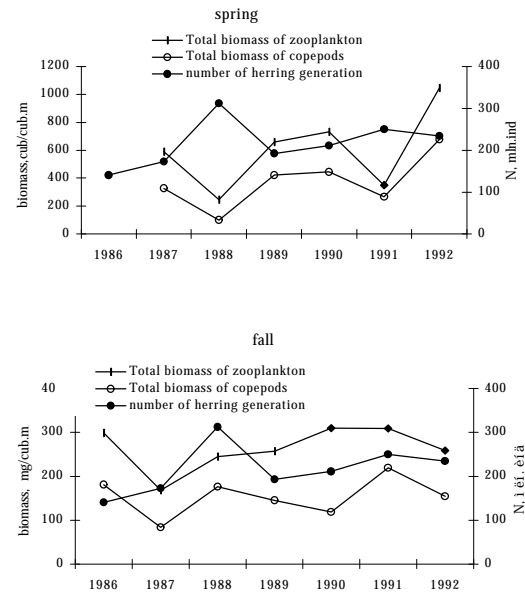 spring
Total biomass of zooplankton
Total biomass of copepods
number of herring generation
1200
1000
800
600
400
200
0
biomass,cub/cub.m
400
300
200
100
0
N, mln.ind
1986 1987 1988 1989 1990 1991 1992
fall
Total biomass of zooplankton
Total biomass of copepods
number of herring generation
40
300
200
100
0
biomass, mg/cub.m
400
300
200
100
0
N, ì ëí . èí ä
1986 1987 1988 1989 1990 1991 1992